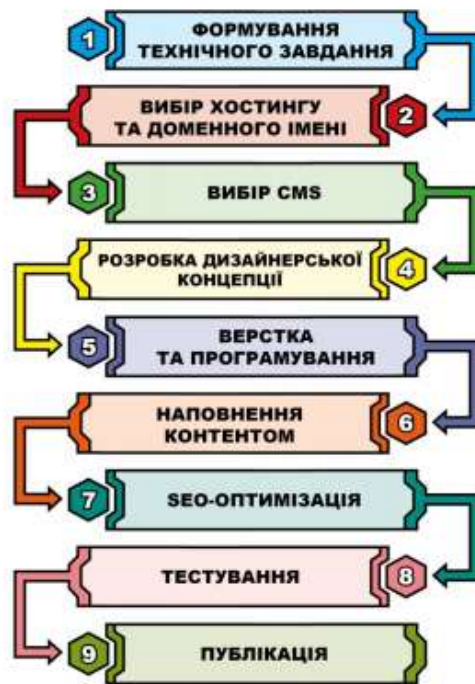 1
ФОРМУВАННЯ
ТЕХНІЧНОГО ЗАВДАННЯ
ВИБІР ХОСТИНГУ
ТА ДОМЕННОГО ІМЕНІ
2
3
ВИБІР CMS
РОЗРОБКА ДИЗАЙНЕРСЬКОЇ
КОНЦЕПЦІЇ
4
5
ВЕРСТКА
ТА ПРОГРАМУВАННЯ
НАПОВНЕННЯ
КОНТЕНТОМ
6
7
SEO-ОПТИМІЗАЦІЯ
ТЕСТУВАННЯ
8
9
ПУБЛІКАЦІЯ